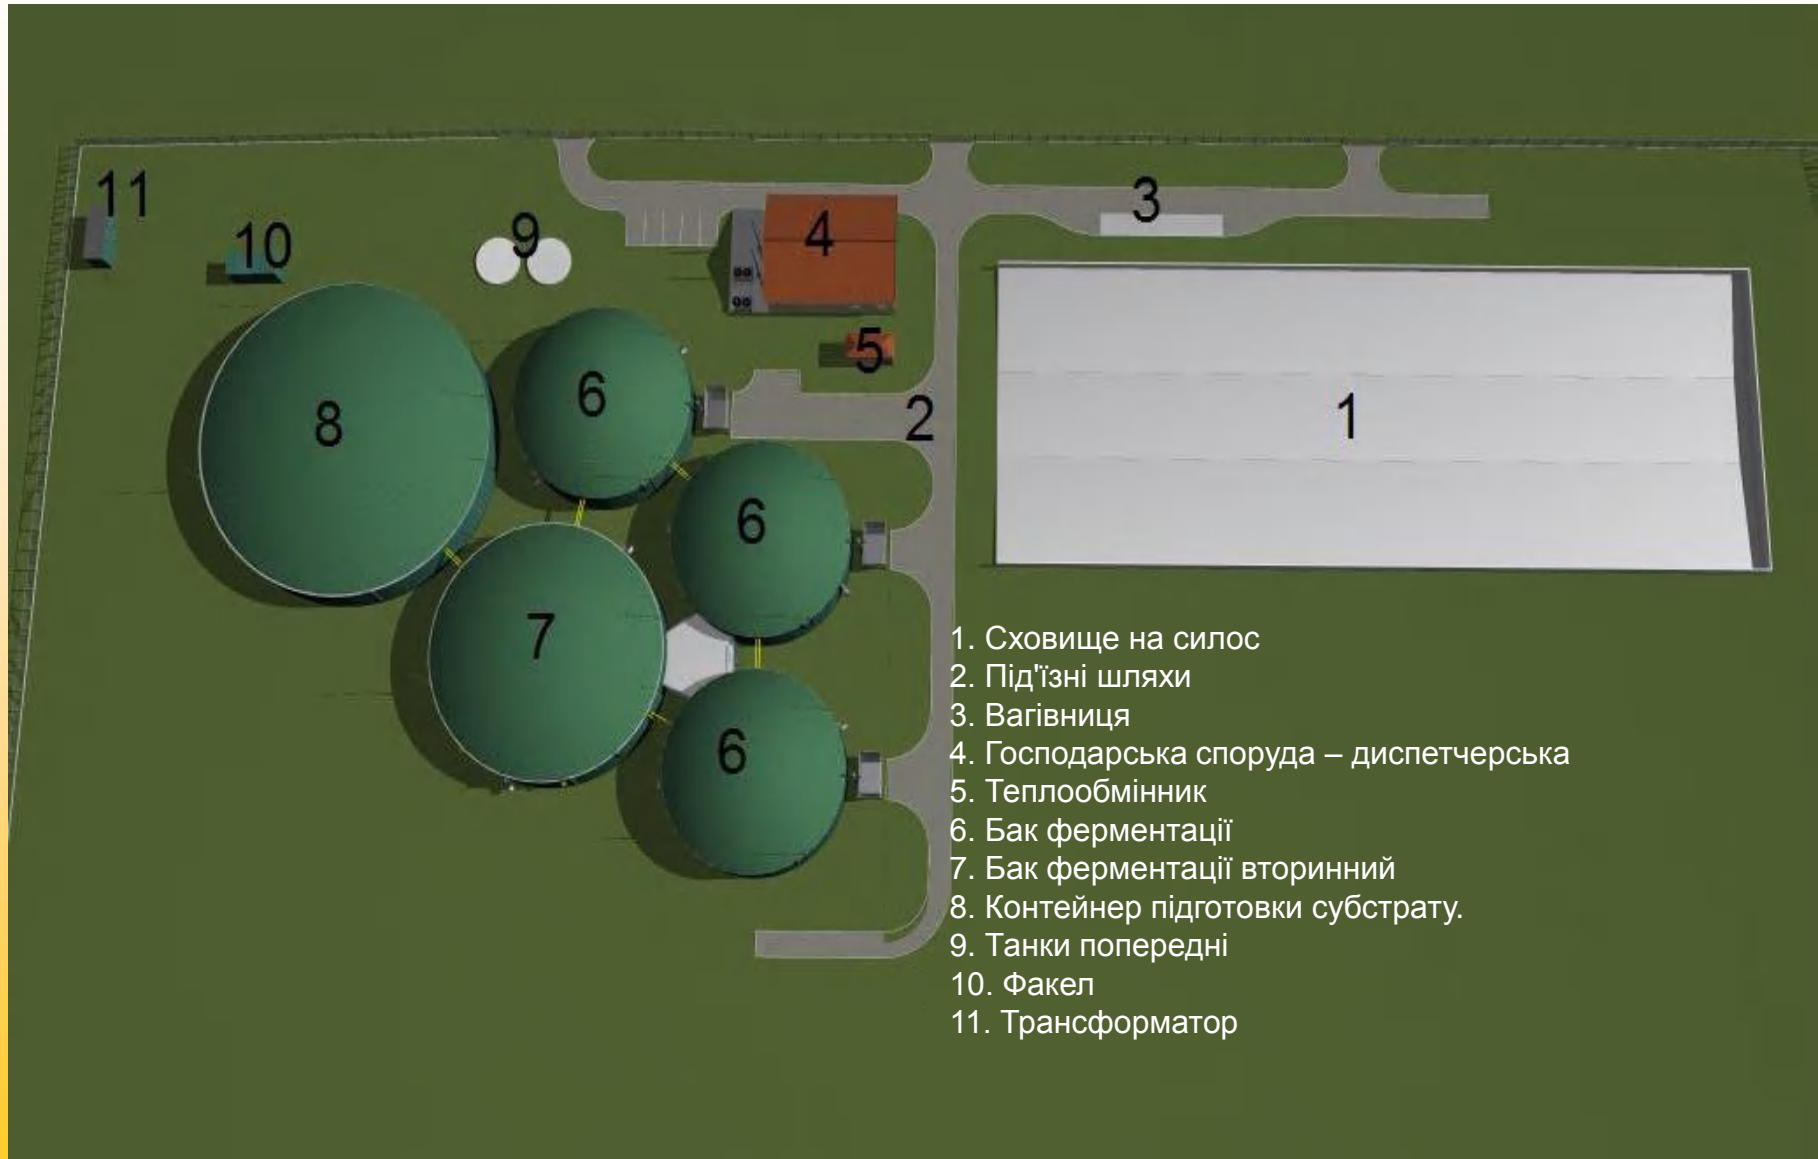 11
3
9
4
10
5
6
2
1
8
6
7
6
1. Сховище на силос
2. Під'їзні шляхи
3. Вагівниця
4. Господарська споруда – диспетчерська
5. Теплообмінник
6. Бак ферментації
7. Бак ферментації вторинний
8. Контейнер підготовки субстрату.
9. Танки попередні
10. Факел
11. Трансформатор